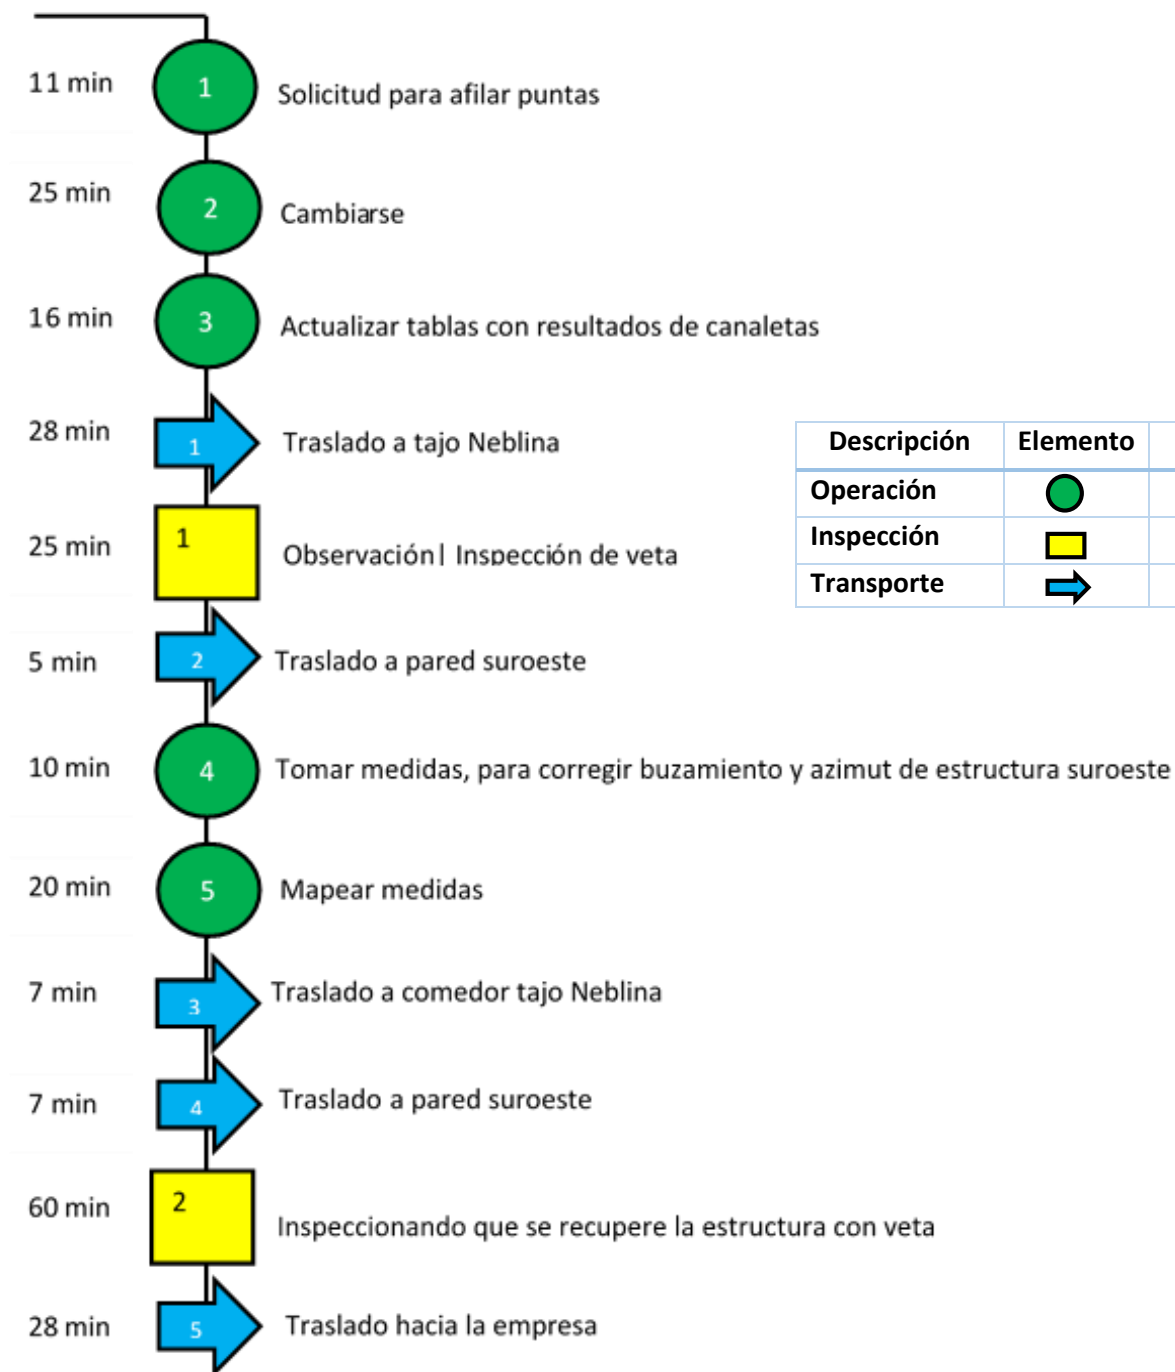 11 min 1 Solicitud para afilar puntas
25 min 2 Cambiarse
16 min 3 Actualizar tablas con resultados de canaletas
28 min 1 Traslado a tajo Neblina
25 min 1 Observación| Inspección de veta
5 min 2 Traslado a pared suroeste
10 min 4 Tomar medidas, para corregir buzamiento y azimut de estructura suroeste
20 min 5 Mapear medidas
7 min 3 Traslado a comedor tajo Neblina
7 min 4 Traslado a pared suroeste
60 min 2 Inspeccionando que se recupere la estructura con veta
28 min 5 Traslado hacia la empresa
Descripción Elemento
Operación
Inspección
Transporte